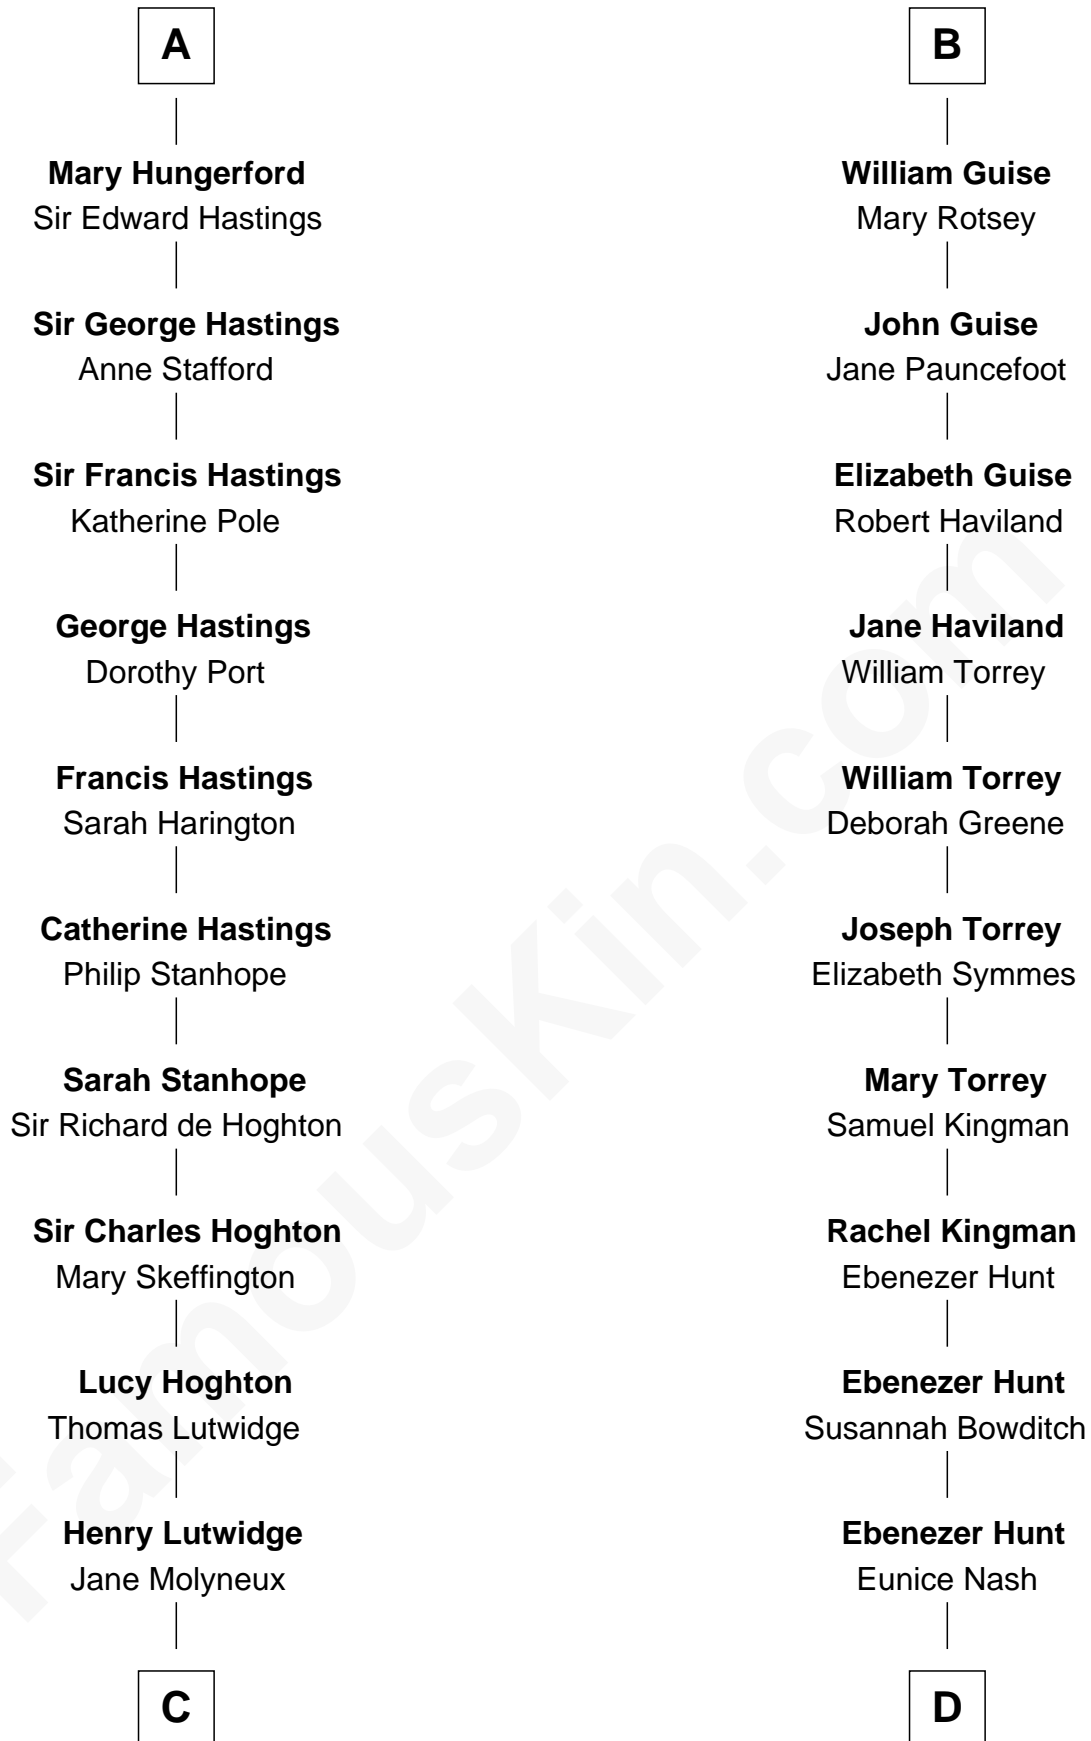 A
Mary Hungerford
Sir Edward Hastings
Sir George Hastings
Anne Stafford
Sir Francis Hastings
Katherine Pole
George Hastings
Dorothy Port
Francis Hastings
Sarah Harington
Catherine Hastings
Philip Stanhope
Sarah Stanhope
Sir Richard de Hoghton
Sir Charles Hoghton
Mary Skeffington
Lucy Hoghton
Thomas Lutwidge
Henry Lutwidge
Jane Molyneux
C
B
William Guise
Mary Rotsey
John Guise
Jane Pauncefoot
Elizabeth Guise
Robert Haviland
Jane Haviland
William Torrey
William Torrey
Deborah Greene
Joseph Torrey
Elizabeth Symmes
Mary Torrey
Samuel Kingman
Rachel Kingman
Ebenezer Hunt
Ebenezer Hunt
Susannah Bowditch
Ebenezer Hunt
Eunice Nash
D
FamousKin.com